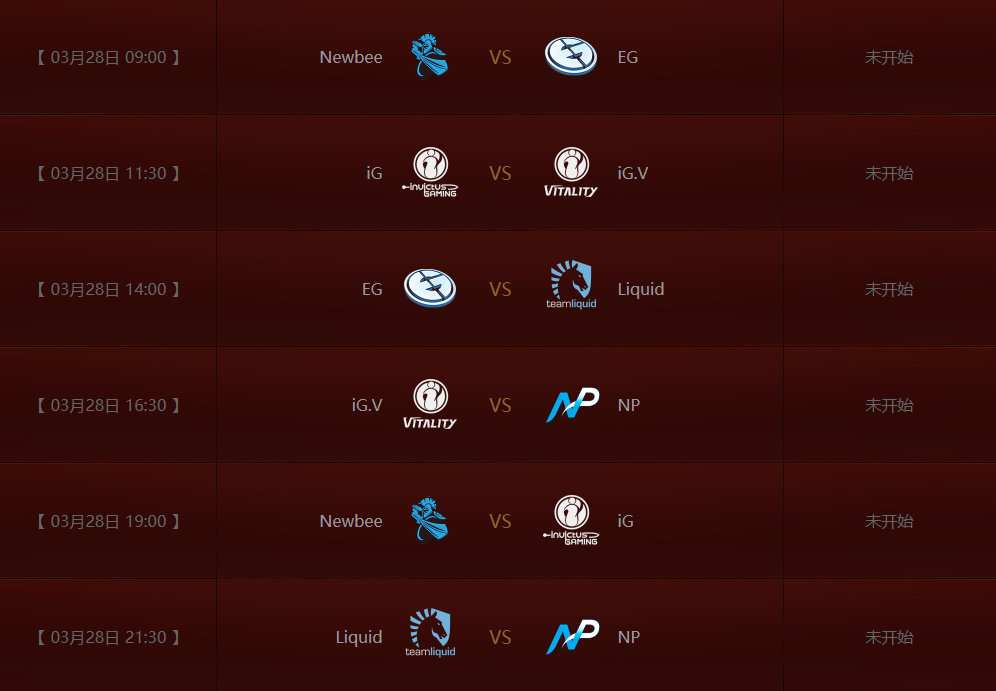 【 03月28日 09:00 】 Newbee VS EG 未开始
【 03月28日 11:30 】 iG invictus GAMING VS VITALITY iG.V 未开始
【 03月28日 14:00 】 EG VS teamliquid Liquid 未开始
【 03月28日 16:30 】 iG.V VITALITY VS NP NP 未开始
【 03月28日 19:00 】 Newbee VS invictus GAMING iG 未开始
【 03月28日 21:30 】 Liquid teamliquid VS NP NP 未开始